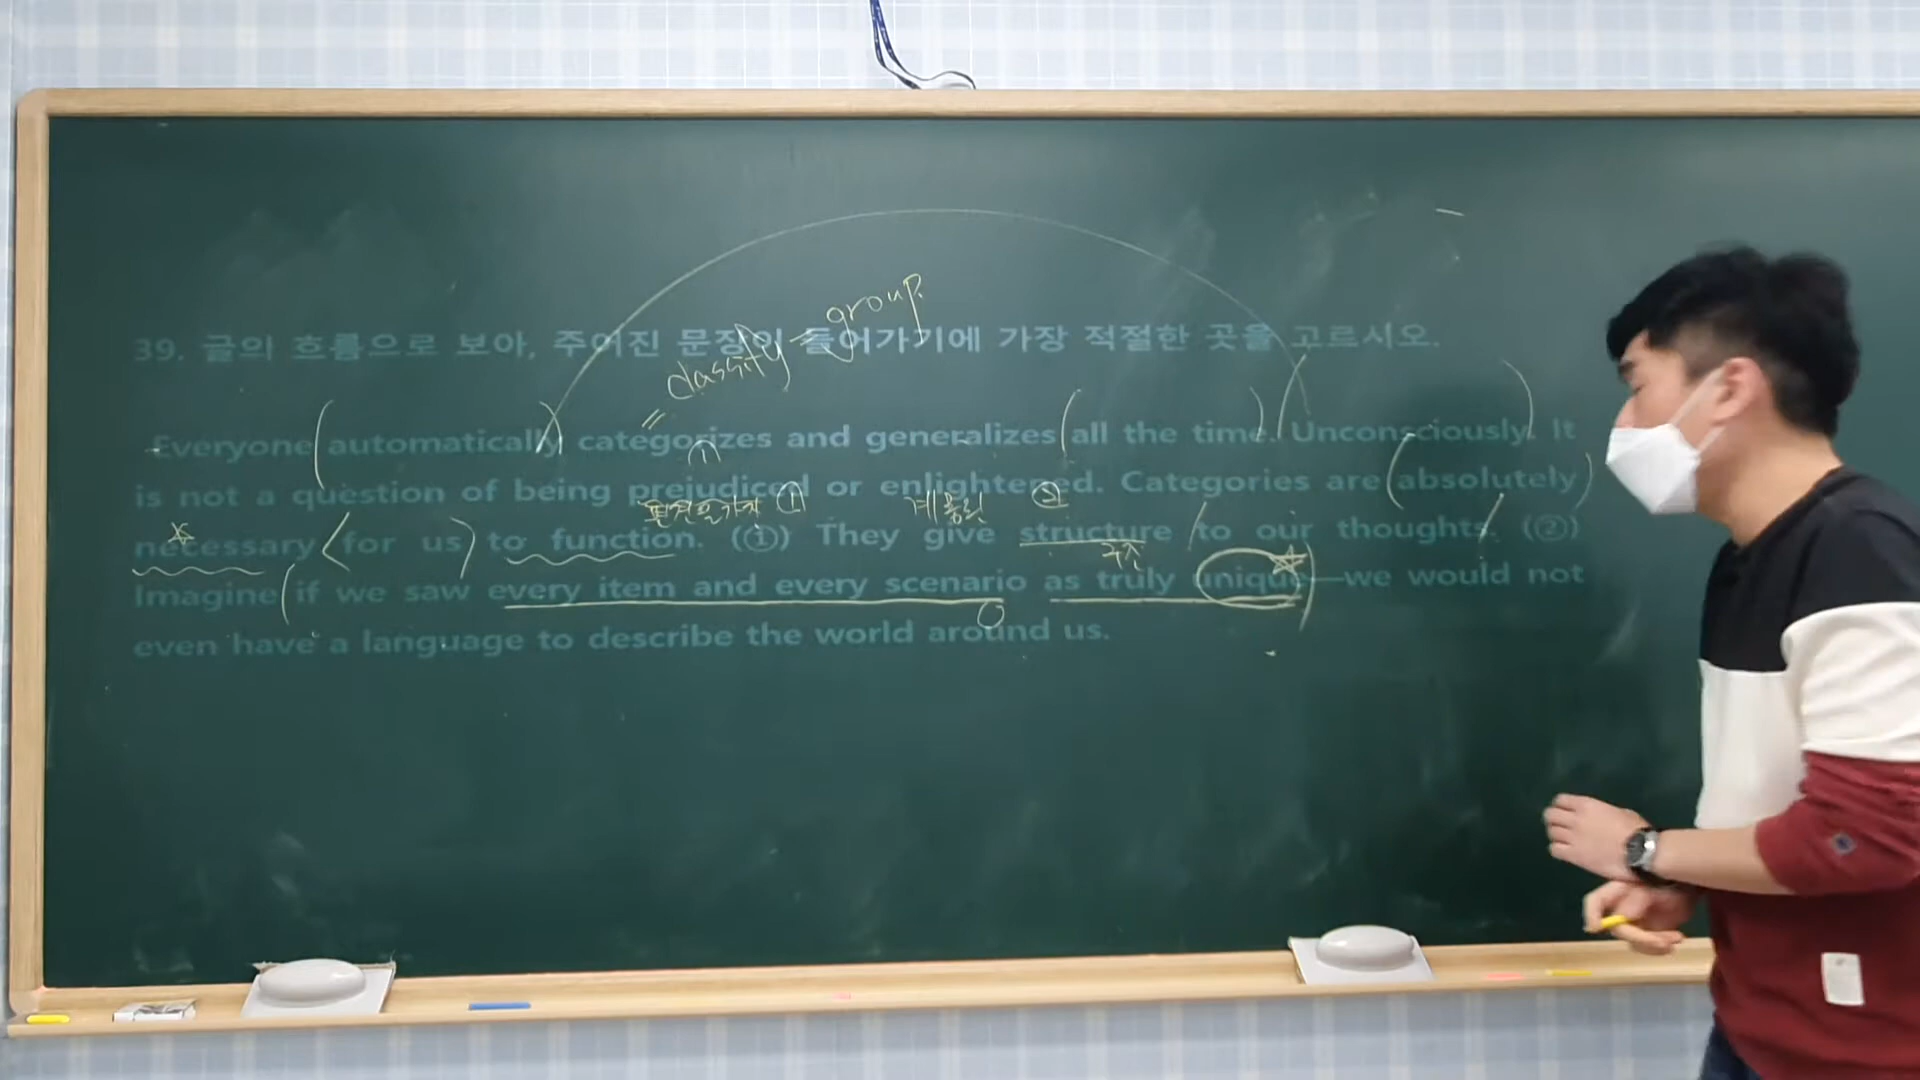 group.
39. 글의 흐름으로 보아, 주어진 문장이 들어가기에 가장 적절한 곳을 고르시오.
= classify =
Everyone automatically categorizes and generalizes all the time. Unconsciously. It
①
is not a question of being prejudiced or enlightened. Categories are absolutely
편견을가진 ① 계몽된 ②
necessary for us to function. (①) They give structure to our thoughts. (②)
구조
Imagine if we saw every item and every scenario as truly unique—we would not
even have a language to describe the world around us.